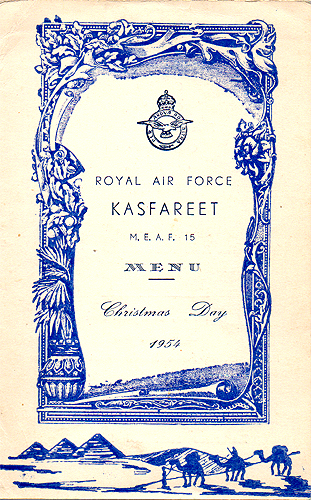 ROYAL AIR FORCE
KASFAREET
M. E. A. F. 15
MENU
Christmas Day
1954